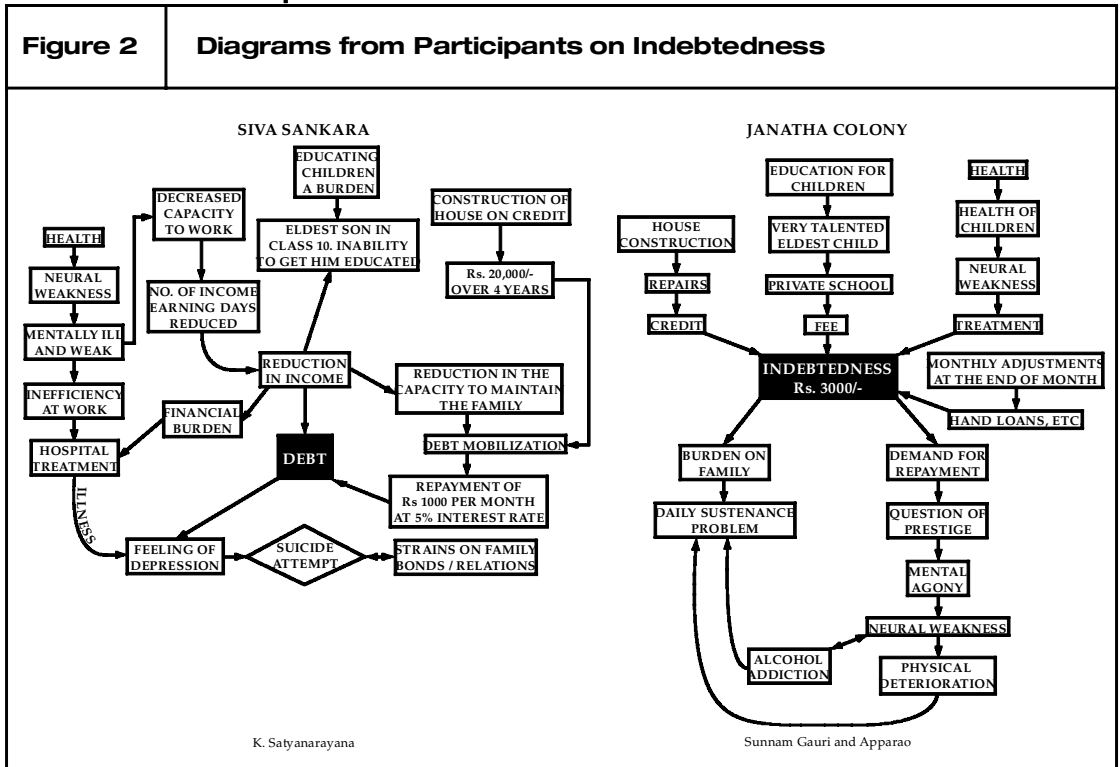 Figure 2
Diagrams from Participants on Indebtedness
SIVA SANKARA
EDUCATING
CHILDREN
A BURDEN
DECREASED
CAPACITY
TO WORK
CONSTRUCTION OF
HOUSE ON CREDIT
HEALTH
ELDEST SON IN
CLASS 10. INABILITY
TO GET HIM EDUCATED
NEURAL
WEAKNESS
NO. OF INCOME
EARNING DAYS
REDUCED
Rs. 20,000/-
OVER 4 YEARS
MENTALLY ILL
AND WEAK
REDUCTION
IN INCOME
REDUCTION IN THE
CAPACITY TO MAINTAIN
THE FAMILY
INEFFICIENCY
AT WORK
FINANCIAL
BURDEN
HOSPITAL
TREATMENT
DEBT
DEBT MOBILIZATION
REPAYMENT OF
Rs 1000 PER MONTH
AT 5% INTEREST RATE
ILLNESS
FEELING OF
DEPRESSION
SUICIDE
ATTEMPT
STRAINS ON FAMILY
BONDS / RELATIONS
K. Satyanarayana
JANATHA COLONY
HOUSE
CONSTRUCTION
REPAIRS
CREDIT
EDUCATION FOR
CHILDREN
VERY TALENTED
ELDEST CHILD
PRIVATE SCHOOL
FEE
HEALTH
HEALTH OF
CHILDREN
NEURAL
WEAKNESS
TREATMENT
INDEBTEDNESS
Rs. 3000/-
MONTHLY ADJUSTMENTS
AT THE END OF MONTH
HAND LOANS, ETC
BURDEN ON
FAMILY
DAILY SUSTENANCE
PROBLEM
DEMAND FOR
REPAYMENT
QUESTION OF
PRESTIGE
MENTAL
AGONY
NEURAL WEAKNESS
ALCOHOL
ADDICTION
PHYSICAL
DETERIORATION
Sunnam Gauri and Apparao